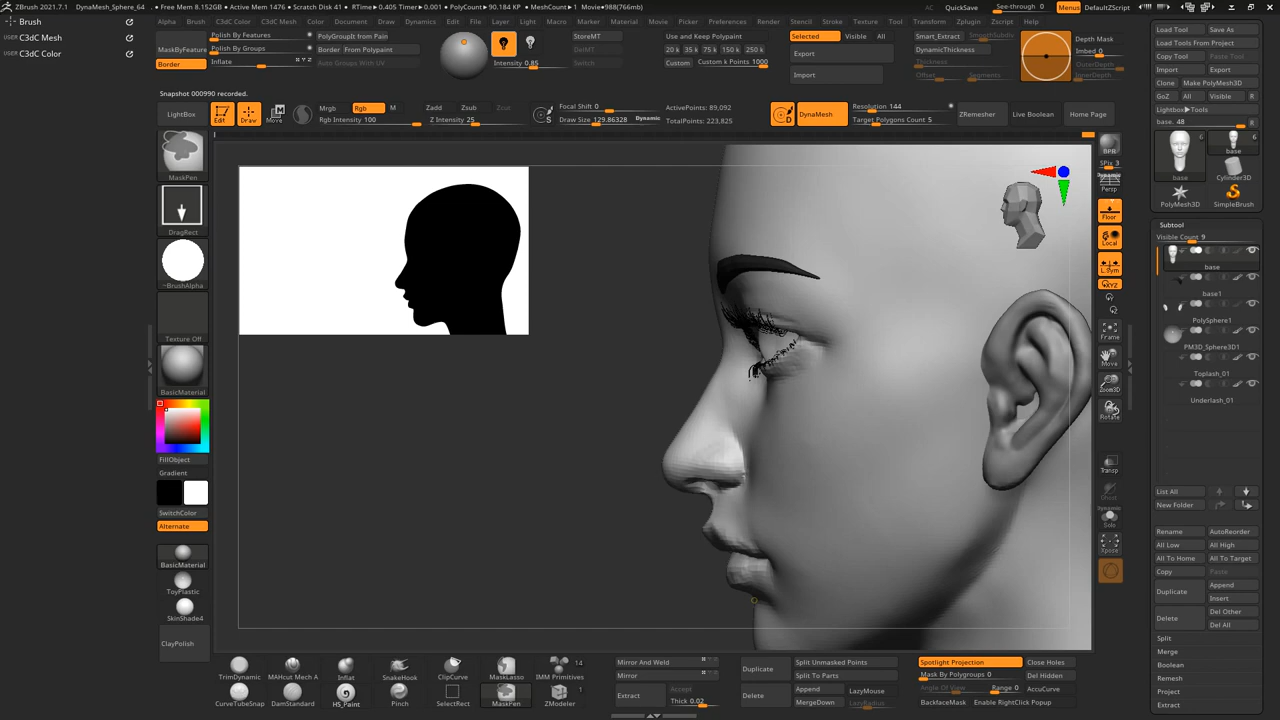 ZBrush 2021.7.1 DynaMesh_Sphere_64 • Free Mem 8.152GB • Active Mem 1476 • Scratch Disk 41 • RTime▸0.405 Timer▸0.001 • PolyCount▸90.184 KP • MeshCount▸1 • Movie▸988(766mb) AC QuickSave See-through 0 Menus DefaultZScript
Brush
USER C3dC Mesh
USER C3dC Color
Alpha Brush C3dC Color C3dC Mesh Color Document Draw Dynamics Edit File Layer Light Macro Marker Material Movie Picker Preferences Render Stencil Stroke Texture Tool Transform Zplugin Zscript Help
MaskByFeature
Border
Polish By Features
Polish By Groups
Inflate
PolyGroupIt from Pain
Border From Polypaint
Auto Groups With UV
Intensity 0.85
StoreMT
DelMT
Switch
Use and Keep Polypaint
20 k 35 k 75 k 150 k 250 k
Custom Custom k Points 1000
Selected Visible All
Export
Import
Smart_Extract SmoothSubdiv
DynamicThickness
Thickness
Offset Segments
Depth Mask
Imbed 0
OuterDepth
InnerDepth
Snapshot 000990 recorded.
LightBox
Edit
Draw
Move
Mrgb Rgb M
Rgb Intensity 100
Zadd Zsub Zcut
Z Intensity 25
S
Focal Shift 0
Draw Size 129.86328 Dynamic
ActivePoints: 89,092
TotalPoints: 223,825
D
DynaMesh
Resolution 144
Target Polygons Count 5
ZRemesher
Live Boolean
Home Page
MaskPen
DragRect
~BrushAlpha
Texture Off
BasicMaterial
FillObject
Gradient
SwitchColor
Alternate
BasicMaterial
ToyPlastic
SkinShade4
ClayPolish
BPR
SPix 3
Dynamic
Persp
Floor
Local
L.Sym
XYZ
Frame
Move
Zoom3D
Rotate
Transp
Ghost
Dynamic
Solo
Xpose
Load Tool Save As
Load Tools From Project
Copy Tool Paste Tool
Import Export
Clone Make PolyMesh3D
GoZ All Visible R
Lightbox▸Tools
base. 48 R
6
base
6
base
Cylinder3D
PolyMesh3D
SimpleBrush
Subtool
Visible Count 9
base
base1
PolySphere1
PM3D_Sphere3D1
Toplash_01
Underlash_01
List All
New Folder
Rename AutoReorder
All Low All High
All To Home All To Target
Copy Paste
Duplicate
Append
Insert
Delete
Del Other
Del All
Split
Merge
Boolean
Remesh
Project
Extract
TrimDynamic
MAHcut Mech A
Inflat
SnakeHook
ClipCurve
MaskLasso
14
IMM Primitives
CurveTubeSnap
DamStandard
HS_Paint
Pinch
SelectRect
MaskPen
1
ZModeler
Mirror And Weld
Mirror
Extract
Accept
Thick 0.02
Duplicate
Delete
Split Unmasked Points
Split To Parts
Append
MergeDown
LazyMouse
LazyRadius
Spotlight Projection
Mask By Polygroups 0
Angle Of View Range 0
BackfaceMask
Close Holes
Del Hidden
AccuCurve
Enable RightClick Popup